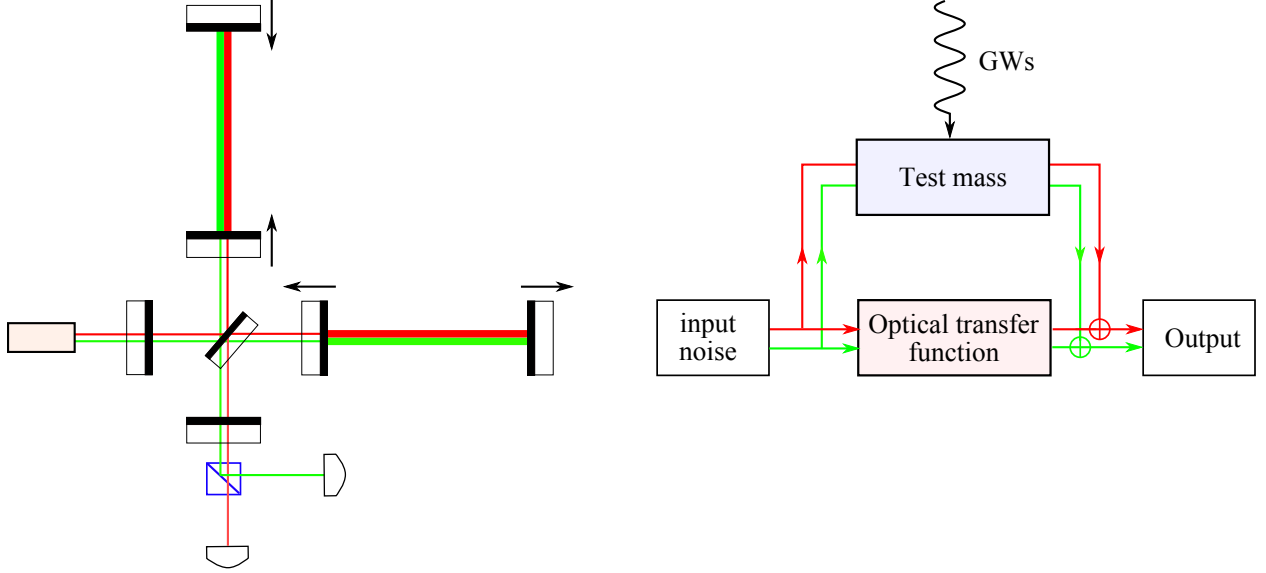 GWs
Test mass
input
noise
Optical transfer
function
Output